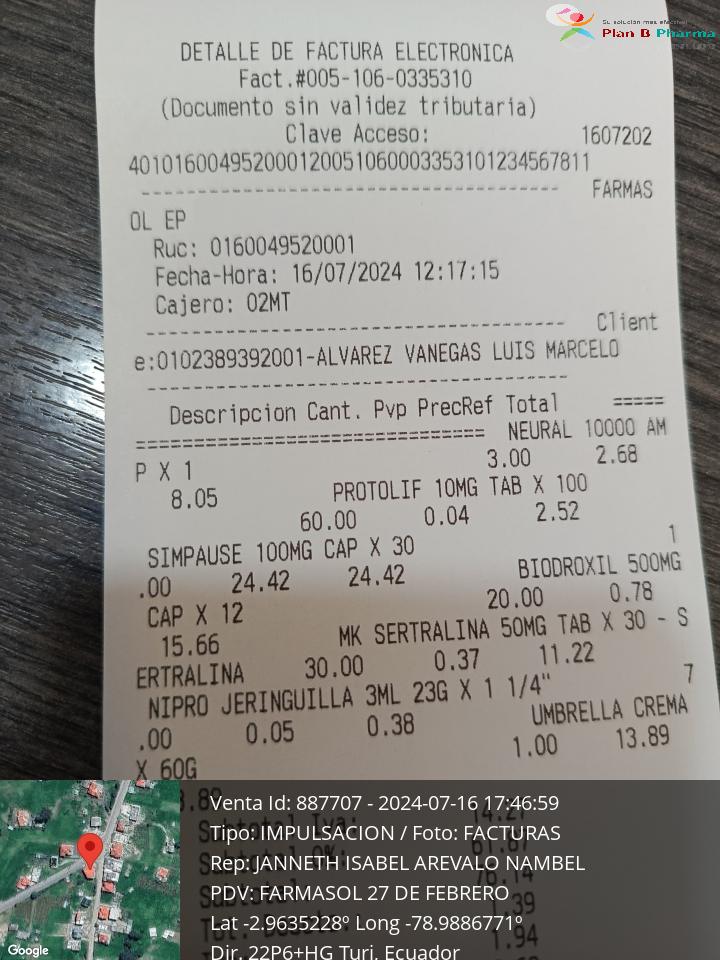 Su solución más efectiva!
Plan B Pharma
DETALLE DE FACTURA ELECTRONICA
Fact.#005-106-0335310
(Documento sin validez tributaria)
Clave Acceso: 1607202
401016004952000120051060003353101234567811
------------------------------------ FARMAS
OL EP
Ruc: 0160049520001
Fecha-Hora: 16/07/2024 12:17:15
Cajero: 02MT
------------------------------------ Client
e:0102389392001-ALVAREZ VANEGAS LUIS MARCELO
------------------------------------
Descripcion Cant. Pvp PrecRef Total =====
============================== NEURAL 10000 AM
P X 1 3.00 2.68
8.05 PROTOLIF 10MG TAB X 100
60.00 0.04 2.52
SIMPAUSE 100MG CAP X 30 1
.00 24.42 24.42 BIODROXIL 500MG
CAP X 12 20.00 0.78
15.66 MK SERTRALINA 50MG TAB X 30 - S
ERTRALINA 30.00 0.37 11.22
NIPRO JERINGUILLA 3ML 23G X 1 1/4" 7
.00 0.05 0.38 UMBRELLA CREMA
X 60G 1.00 13.89
Venta Id: 887707 - 2024-07-16 17:46:59
Tipo: IMPULSACION / Foto: FACTURAS
Rep: JANNETH ISABEL AREVALO NAMBEL
PDV: FARMASOL 27 DE FEBRERO
Lat -2.9635228º Long -78.9886771º
Dir. 22P6+HG Turi, Ecuador
Google